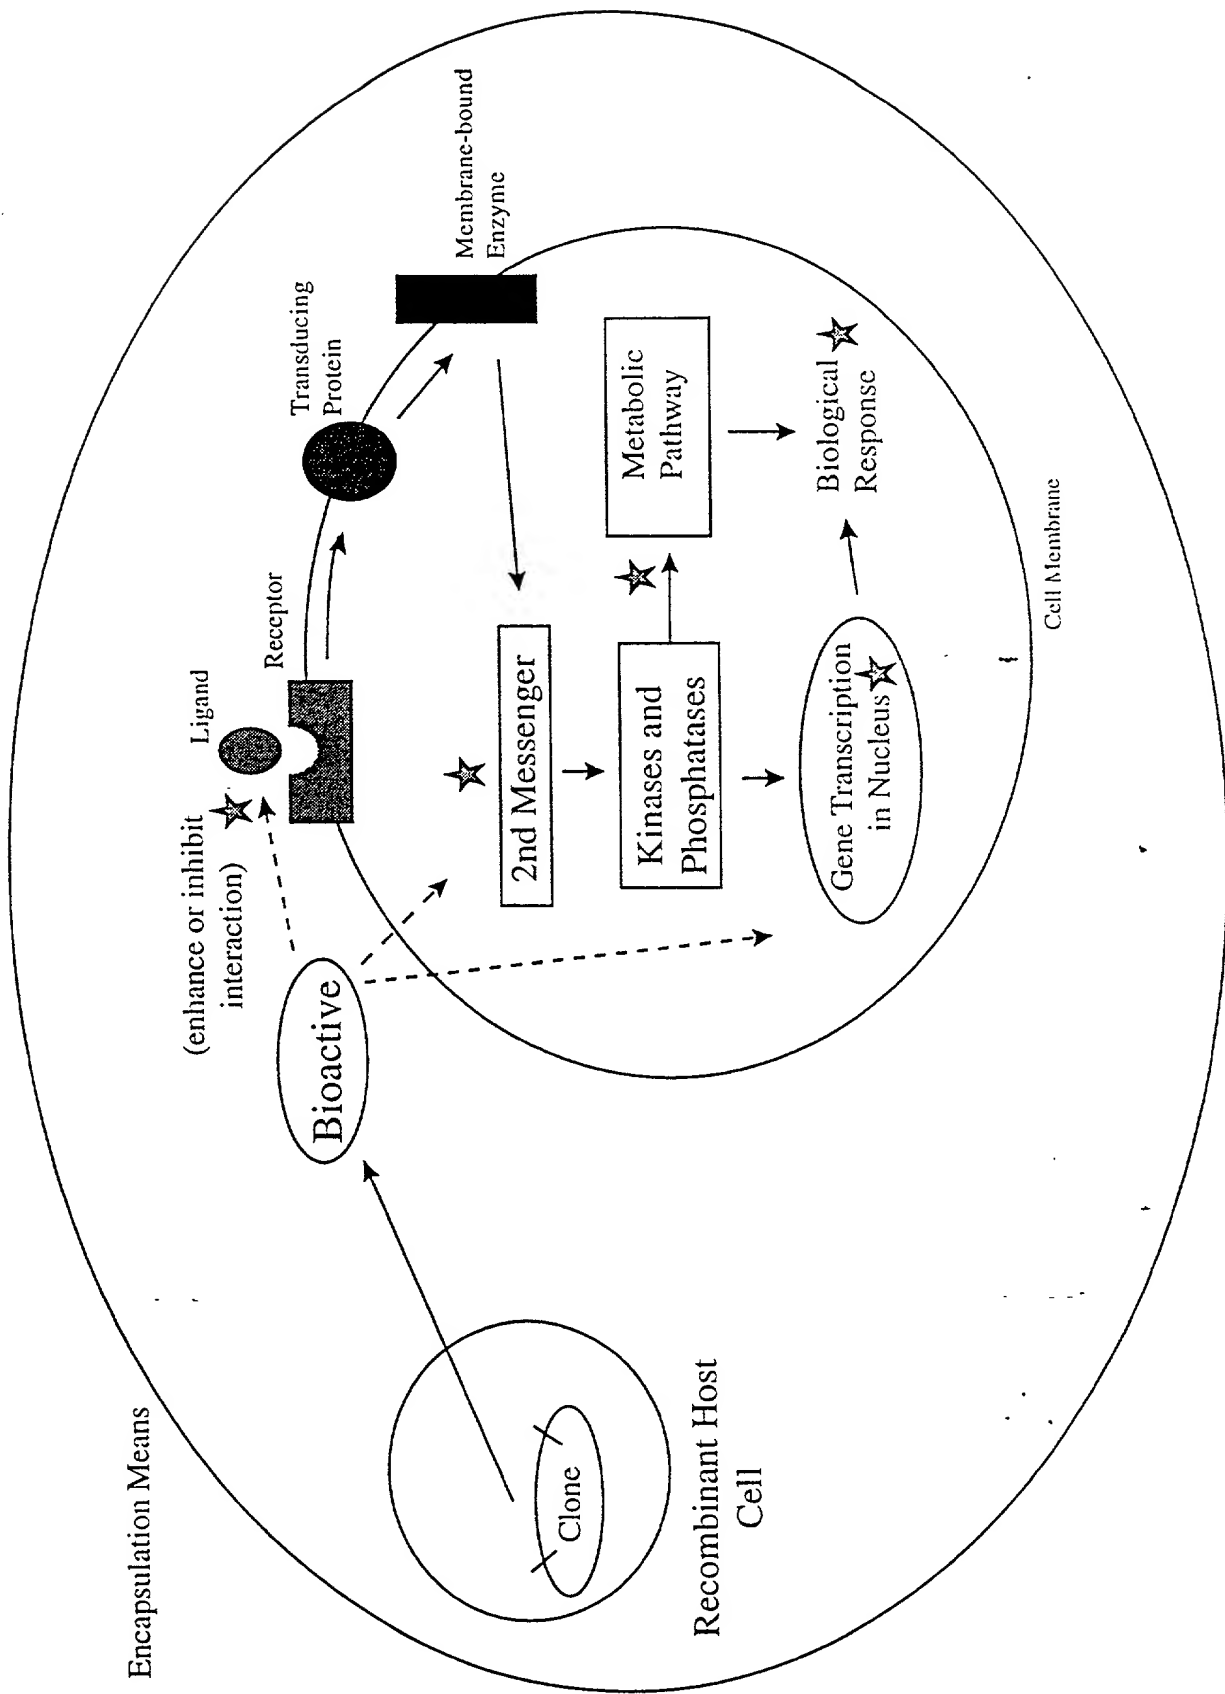 Encapsulation Means
(enhance or inhibit
interaction)
Ligand
Receptor
Transducing
Protein
Membrane-bound
Enzyme
Bioactive
2nd Messenger
Kinases and
Phosphatases
Metabolic
Pathway
Gene Transcription
in Nucleus
Biological
Response
Clone
Recombinant Host
Cell
Cell Membrane